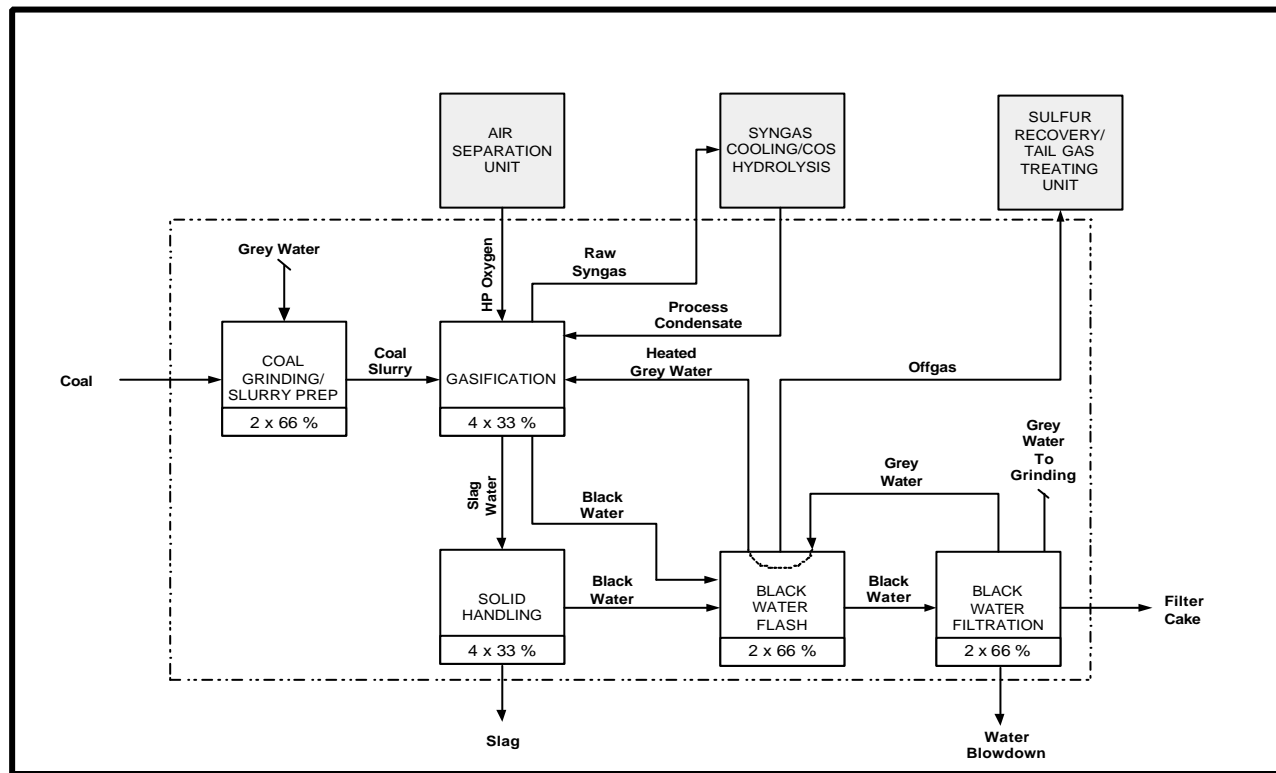 AIR
SEPARATION
UNIT
SYNGAS
COOLING/COS
HYDROLYSIS
SULFUR
RECOVERY/
TAIL GAS
TREATING
UNIT
Grey Water
HP Oxygen
Raw
Syngas
Process
Condensate
Coal
COAL
GRINDING/
SLURRY PREP
2 x 66 %
Coal
Slurry
GASIFICATION
4 x 33 %
Heated
Grey Water
Offgas
Grey
Water
To
Grinding
Slag
Water
Black
Water
Grey
Water
SOLID
HANDLING
4 x 33 %
Black
Water
BLACK
WATER
FLASH
2 x 66 %
Black
Water
BLACK
WATER
FILTRATION
2 x 66 %
Filter
Cake
Slag
Water
Blowdown